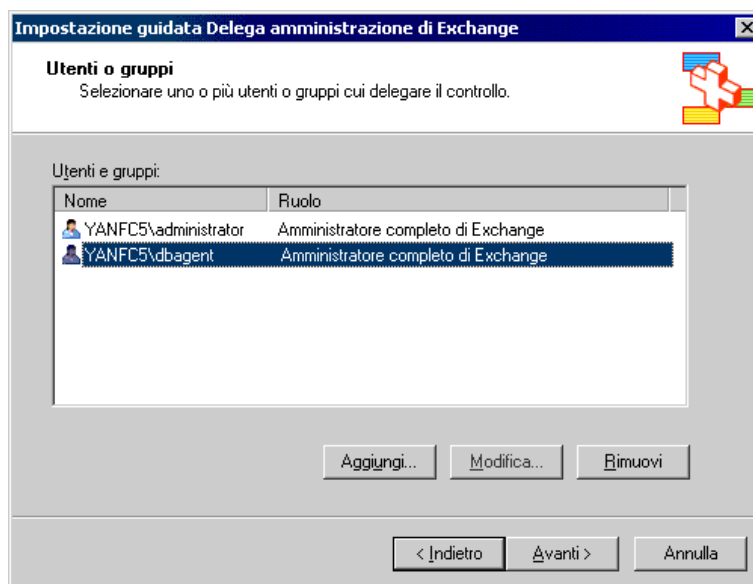 Impostazione guidata Delega amministrazione di Exchange
Utenti o gruppi
Selezionare uno o più utenti o gruppi cui delegare il controllo.
Utenti e gruppi:
Nome Ruolo
YANFC5\administrator Amministratore completo di Exchange
YANFC5\dbagent Amministratore completo di Exchange
Aggiungi... Modifica... Rimuovi
< Indietro Avanti > Annulla